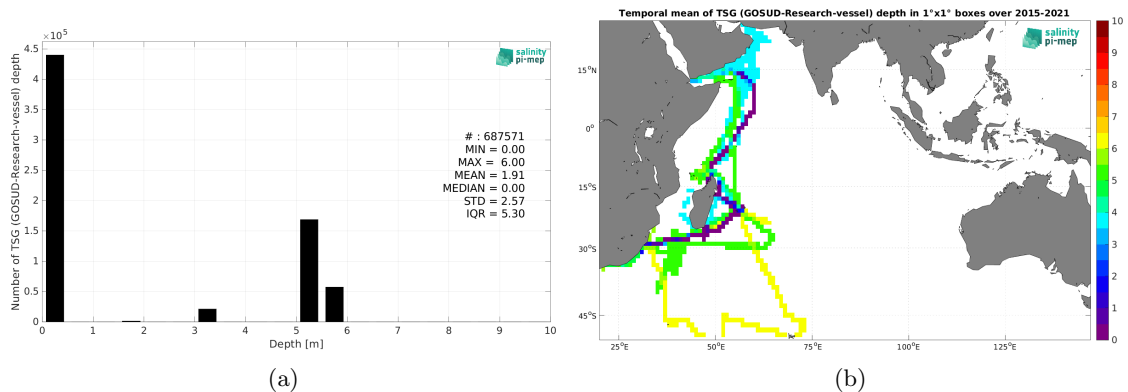 ×10⁵
4.5
4
3.5
3
2.5
2
1.5
1
0.5
0
Number of TSG (GOSUD-Research-vessel) depth
salinity
pi-mep
# : 687571
MIN = 0.00
MAX = 6.00
MEAN = 1.91
MEDIAN = 0.00
STD = 2.57
IQR = 5.30
0 1 2 3 4 5 6 7 8 9 10
Depth [m]
(a)
Temporal mean of TSG (GOSUD-Research-vessel) depth in 1°x1° boxes over 2015-2021
salinity
pi-mep
15°N
0°
15°S
30°S
45°S
25°E 50°E 75°E 100°E 125°E
10
9
8
7
6
5
4
3
2
1
0
(b)